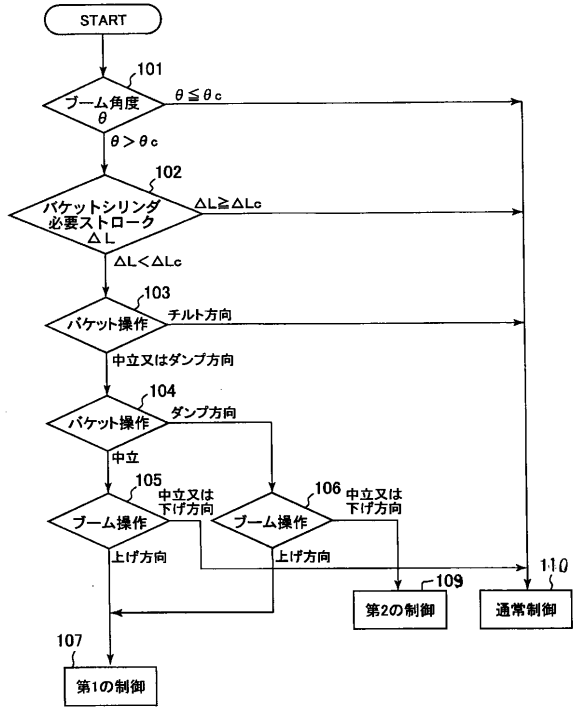 START
101
ブーム角度
θ
θ≦θc
θ>θc
102
バケットシリンダ
必要ストローク
△L
△L≧△Lc
△L<△Lc
103
バケット操作
チルト方向
中立又はダンプ方向
104
バケット操作
ダンプ方向
中立
105
ブーム操作
中立又は
下げ方向
上げ方向
106
ブーム操作
中立又は
下げ方向
上げ方向
109
第2の制御
110
通常制御
107
第1の制御